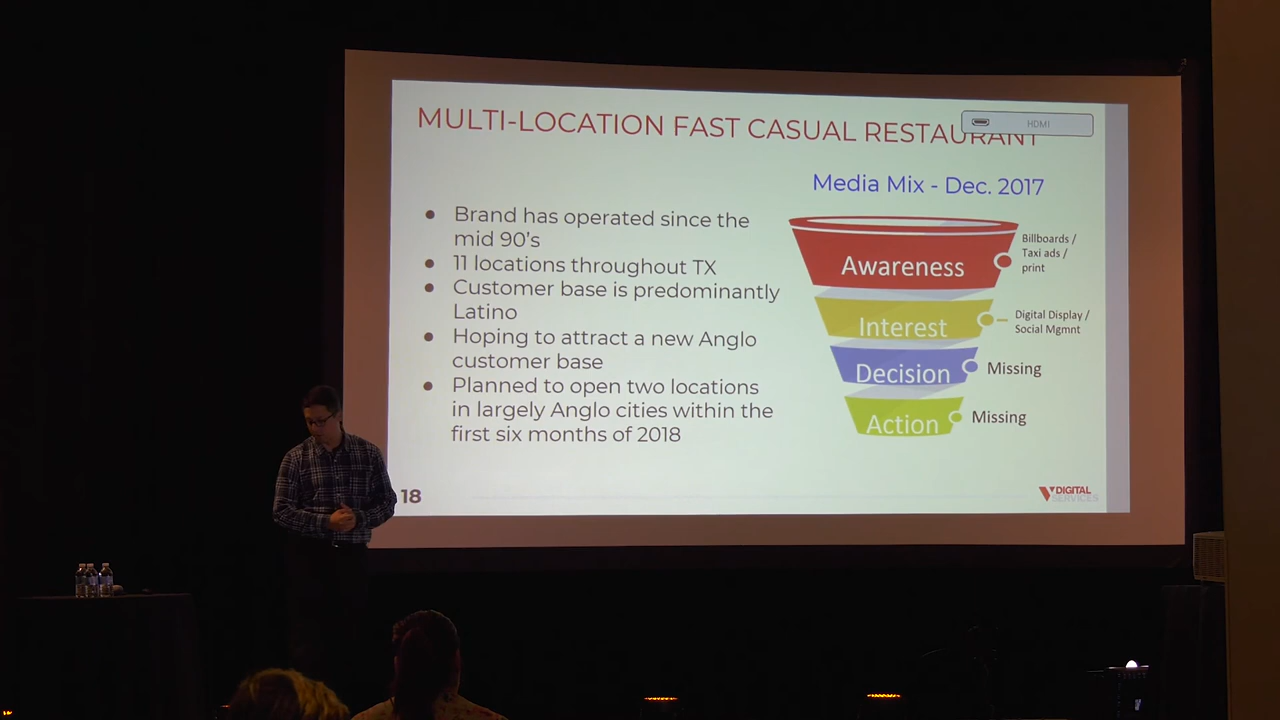 MULTI-LOCATION FAST CASUAL RESTAURANT
HDMI
Media Mix - Dec. 2017
● Brand has operated since the
mid 90's
● 11 locations throughout TX
● Customer base is predominantly
Latino
● Hoping to attract a new Anglo
customer base
● Planned to open two locations
in largely Anglo cities within the
first six months of 2018
Awareness
Billboards /
Taxi ads /
print
Interest
Digital Display /
Social Mgmnt
Decision
Missing
Action
Missing
18
V DIGITAL
SERVICES